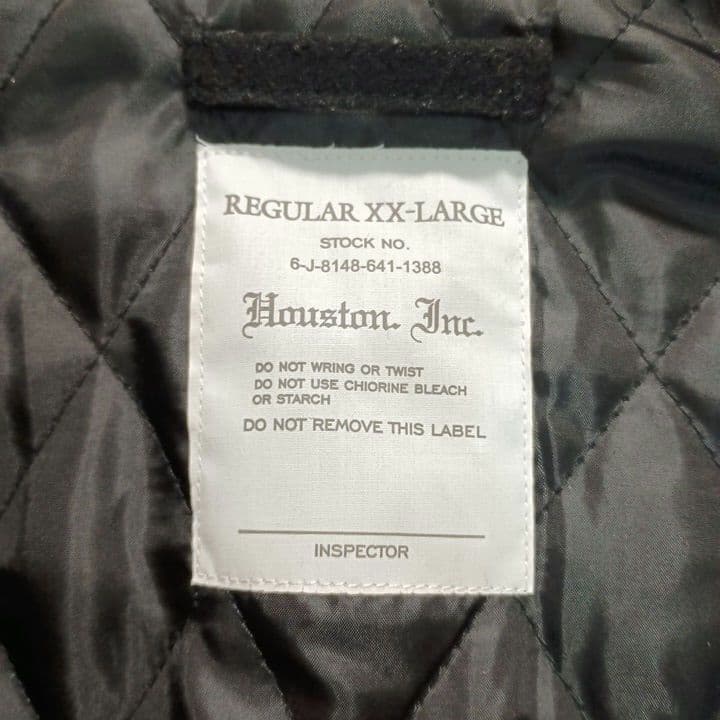 REGULAR XX-LARGE
STOCK NO.
6-J-8148-641-1388
Houston. Inc.
DO NOT WRING OR TWIST
DO NOT USE CHIORINE BLEACH
OR STARCH
DO NOT REMOVE THIS LABEL
INSPECTOR